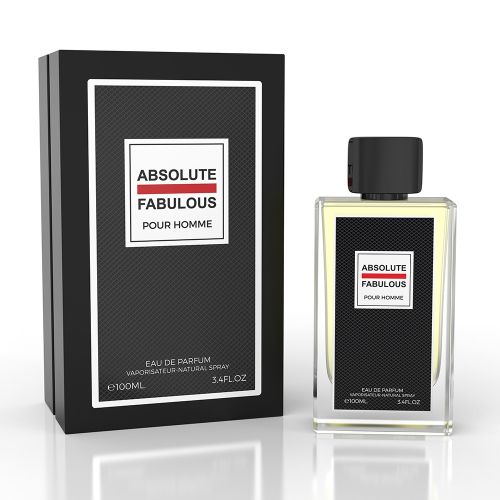 ABSOLUTE
FABULOUS
POUR HOMME
EAU DE PARFUM
VAPORISATEUR-NATURAL SPRAY
℮100ML 3.4FL.OZ
ABSOLUTE
FABULOUS
POUR HOMME
EAU DE PARFUM
VAPORISATEUR-NATURAL SPRAY
℮100ML 3.4FL.OZ